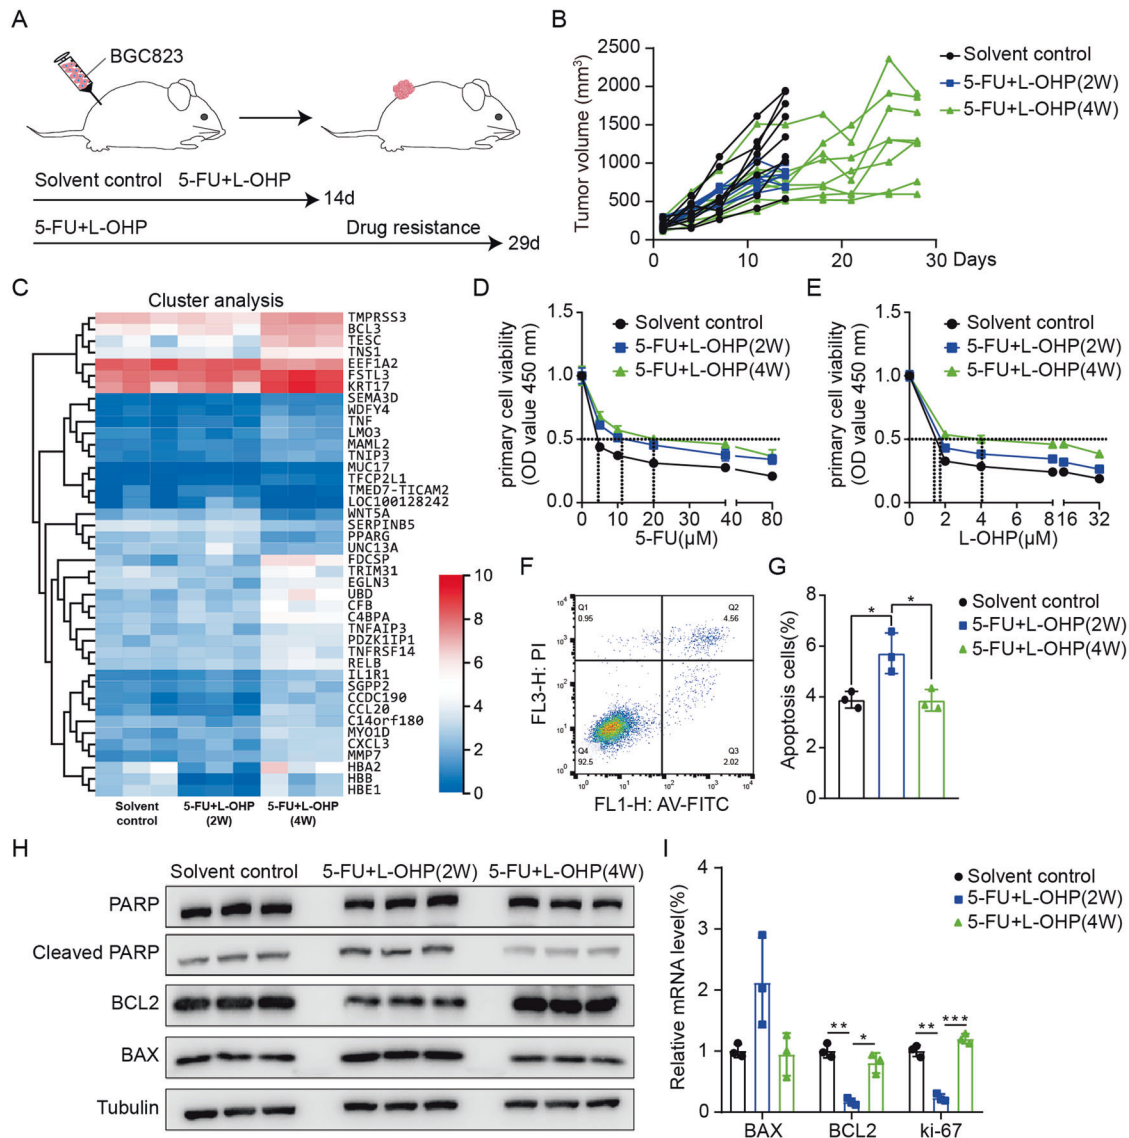 A
BGC823
Solvent control 5-FU+L-OHP
14d
5-FU+L-OHP Drug resistance
29d
B
Tumor volume (mm³)
2500
2000
1500
1000
500
0
0 10 20 30 Days
Solvent control
5-FU+L-OHP(2W)
5-FU+L-OHP(4W)
C
Cluster analysis
TMPRSS3
BCL3
TESC
TNS1
EEF1A2
FSTL3
KRT17
SEMA3D
WDFY4
TNF
LMO3
MAML2
TNIP3
MUC17
TFCP2L1
TMED7-TICAM2
LOC100128242
WNT5A
SERPINB5
PPARG
UNC13A
FDCSP
TRIM31
EGLN3
UBD
CFB
C4BPA
TNFAIP3
PDZK1IP1
TNFRSF14
RELB
IL1R1
SGPP2
CCDC190
CCL20
C14orf180
MYO1D
CXCL3
MMP7
HBA2
HBB
HBE1
Solvent
control
5-FU+L-OHP
(2W)
5-FU+L-OHP
(4W)
10
8
6
4
2
0
D
primary cell viability
(OD value 450 nm)
1.5
1.0
0.5
0.0
0 10 20 30 40 80
5-FU(μM)
Solvent control
5-FU+L-OHP(2W)
5-FU+L-OHP(4W)
E
primary cell viability
(OD value 450 nm)
1.5
1.0
0.5
0.0
0 2 4 6 8 16 32
L-OHP(μM)
Solvent control
5-FU+L-OHP(2W)
5-FU+L-OHP(4W)
F
FL3-H: PI
Q1
0.95
Q2
4.56
Q4
92.5
Q3
2.02
10⁴
10³
10²
10¹
10⁰
10⁰ 10¹ 10² 10³ 10⁴
FL1-H: AV-FITC
G
Apoptosis cells(%)
8
6
4
2
0
* *
Solvent control
5-FU+L-OHP(2W)
5-FU+L-OHP(4W)
H
Solvent control 5-FU+L-OHP(2W) 5-FU+L-OHP(4W)
PARP
Cleaved PARP
BCL2
BAX
Tubulin
I
Relative mRNA level(%)
4
3
2
1
0
** * ** ***
BAX BCL2 ki-67
Solvent control
5-FU+L-OHP(2W)
5-FU+L-OHP(4W)